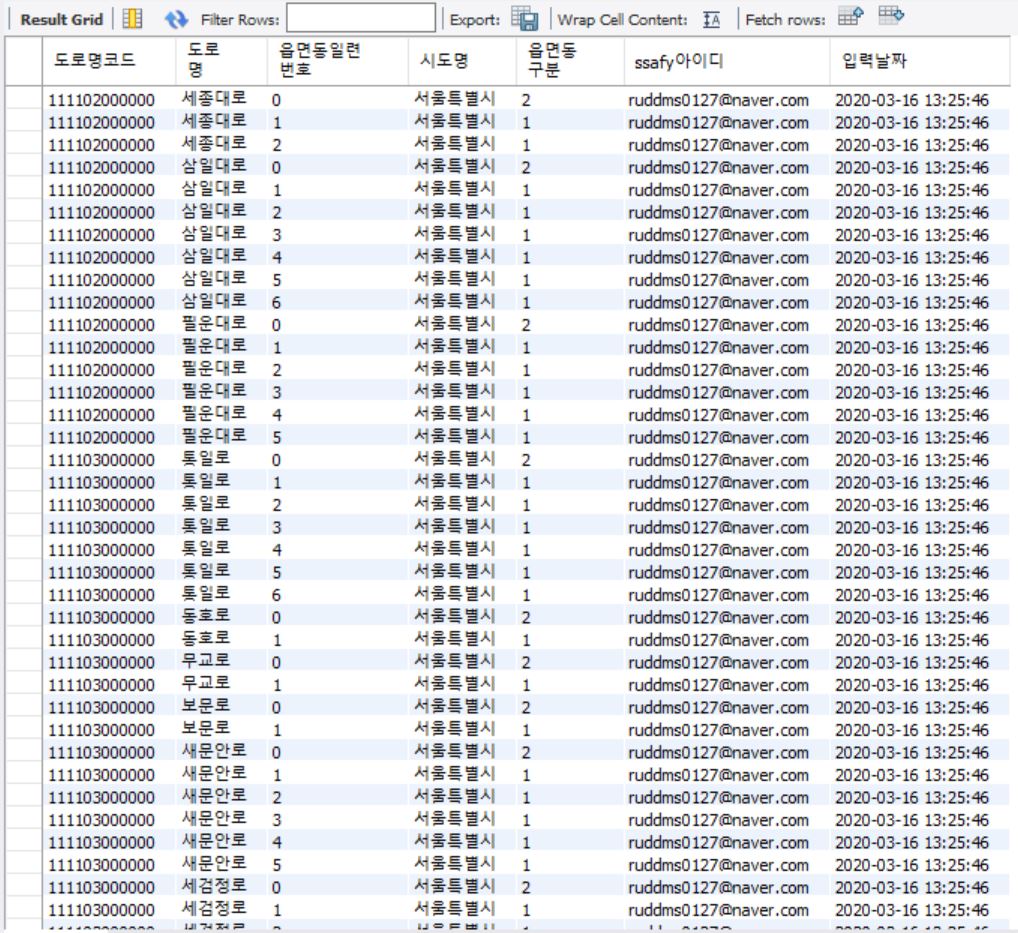 Result Grid Filter Rows: Export: Wrap Cell Content: Fetch rows:
도로명코드 도로명 읍면동일련번호 시도명 읍면동구분 ssafy아이디 입력날짜
111102000000 세종대로 0 서울특별시 2 ruddms0127@naver.com 2020-03-16 13:25:46
111102000000 세종대로 1 서울특별시 1 ruddms0127@naver.com 2020-03-16 13:25:46
111102000000 세종대로 2 서울특별시 1 ruddms0127@naver.com 2020-03-16 13:25:46
111102000000 삼일대로 0 서울특별시 2 ruddms0127@naver.com 2020-03-16 13:25:46
111102000000 삼일대로 1 서울특별시 1 ruddms0127@naver.com 2020-03-16 13:25:46
111102000000 삼일대로 2 서울특별시 1 ruddms0127@naver.com 2020-03-16 13:25:46
111102000000 삼일대로 3 서울특별시 1 ruddms0127@naver.com 2020-03-16 13:25:46
111102000000 삼일대로 4 서울특별시 1 ruddms0127@naver.com 2020-03-16 13:25:46
111102000000 삼일대로 5 서울특별시 1 ruddms0127@naver.com 2020-03-16 13:25:46
111102000000 삼일대로 6 서울특별시 1 ruddms0127@naver.com 2020-03-16 13:25:46
111102000000 필운대로 0 서울특별시 2 ruddms0127@naver.com 2020-03-16 13:25:46
111102000000 필운대로 1 서울특별시 1 ruddms0127@naver.com 2020-03-16 13:25:46
111102000000 필운대로 2 서울특별시 1 ruddms0127@naver.com 2020-03-16 13:25:46
111102000000 필운대로 3 서울특별시 1 ruddms0127@naver.com 2020-03-16 13:25:46
111102000000 필운대로 4 서울특별시 1 ruddms0127@naver.com 2020-03-16 13:25:46
111102000000 필운대로 5 서울특별시 1 ruddms0127@naver.com 2020-03-16 13:25:46
111103000000 통일로 0 서울특별시 2 ruddms0127@naver.com 2020-03-16 13:25:46
111103000000 통일로 1 서울특별시 1 ruddms0127@naver.com 2020-03-16 13:25:46
111103000000 통일로 2 서울특별시 1 ruddms0127@naver.com 2020-03-16 13:25:46
111103000000 통일로 3 서울특별시 1 ruddms0127@naver.com 2020-03-16 13:25:46
111103000000 통일로 4 서울특별시 1 ruddms0127@naver.com 2020-03-16 13:25:46
111103000000 통일로 5 서울특별시 1 ruddms0127@naver.com 2020-03-16 13:25:46
111103000000 통일로 6 서울특별시 1 ruddms0127@naver.com 2020-03-16 13:25:46
111103000000 동호로 0 서울특별시 2 ruddms0127@naver.com 2020-03-16 13:25:46
111103000000 동호로 1 서울특별시 1 ruddms0127@naver.com 2020-03-16 13:25:46
111103000000 무교로 0 서울특별시 2 ruddms0127@naver.com 2020-03-16 13:25:46
111103000000 무교로 1 서울특별시 1 ruddms0127@naver.com 2020-03-16 13:25:46
111103000000 보문로 0 서울특별시 2 ruddms0127@naver.com 2020-03-16 13:25:46
111103000000 보문로 1 서울특별시 1 ruddms0127@naver.com 2020-03-16 13:25:46
111103000000 새문안로 0 서울특별시 2 ruddms0127@naver.com 2020-03-16 13:25:46
111103000000 새문안로 1 서울특별시 1 ruddms0127@naver.com 2020-03-16 13:25:46
111103000000 새문안로 2 서울특별시 1 ruddms0127@naver.com 2020-03-16 13:25:46
111103000000 새문안로 3 서울특별시 1 ruddms0127@naver.com 2020-03-16 13:25:46
111103000000 새문안로 4 서울특별시 1 ruddms0127@naver.com 2020-03-16 13:25:46
111103000000 새문안로 5 서울특별시 1 ruddms0127@naver.com 2020-03-16 13:25:46
111103000000 세검정로 0 서울특별시 2 ruddms0127@naver.com 2020-03-16 13:25:46
111103000000 세검정로 1 서울특별시 1 ruddms0127@naver.com 2020-03-16 13:25:46